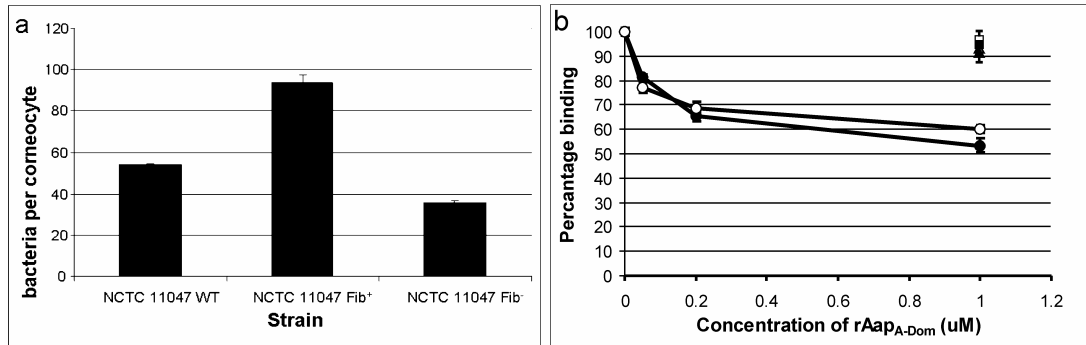 a
bacteria per corneocyte
120
100
80
60
40
20
0
NCTC 11047 WT
NCTC 11047 Fib⁺
NCTC 11047 Fib⁻
Strain
b
Percantage binding
100
90
80
70
60
50
40
30
20
10
0
0
0.2
0.4
0.6
0.8
1
1.2
Concentration of rAap_A-Dom (uM)